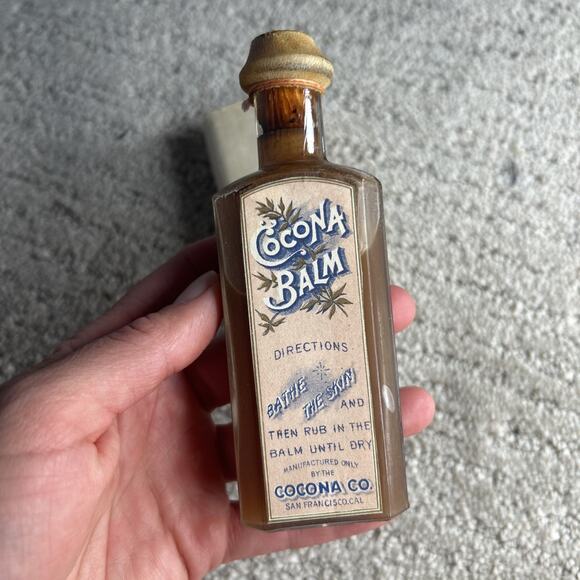 COCONA
BALM
DIRECTIONS
BATHE
THE SKIN
AND
THEN RUB IN THE
BALM UNTIL DRY
MANUFACTURED ONLY
BY THE
COCONA CO.
SAN FRANCISCO, CAL